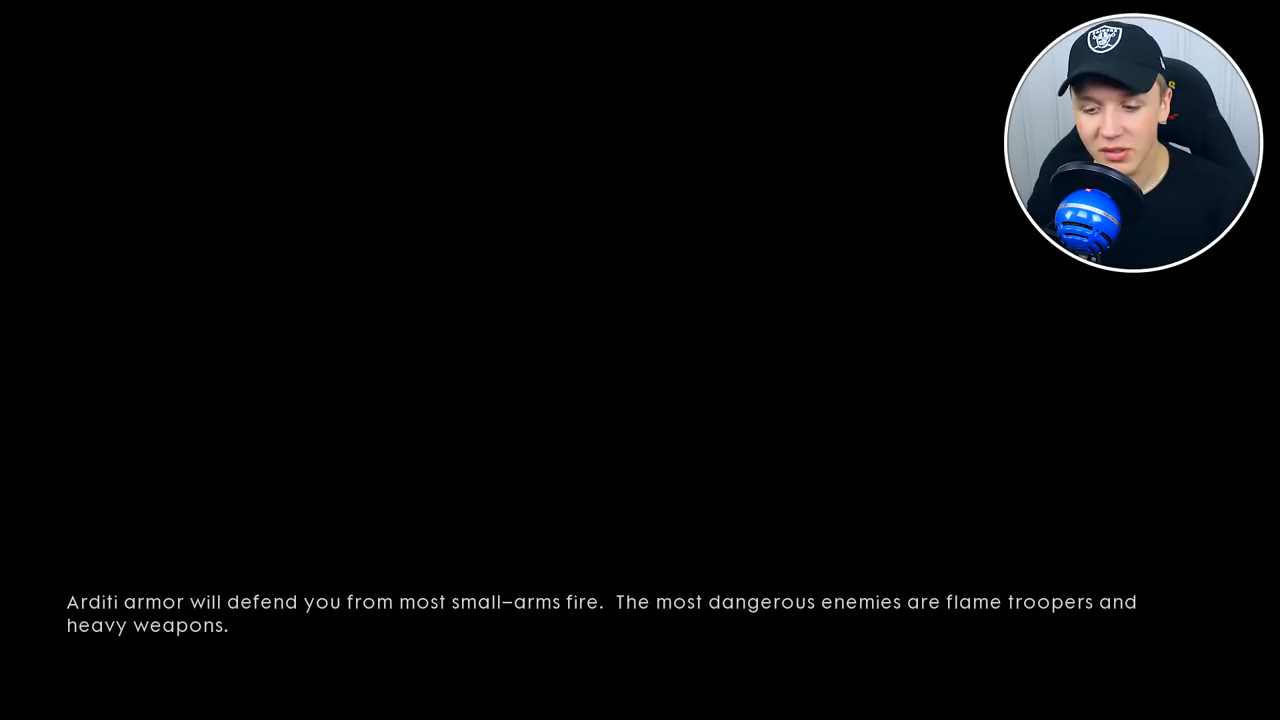 Arditi armor will defend you from most small-arms fire.  The most dangerous enemies are flame troopers and
heavy weapons.